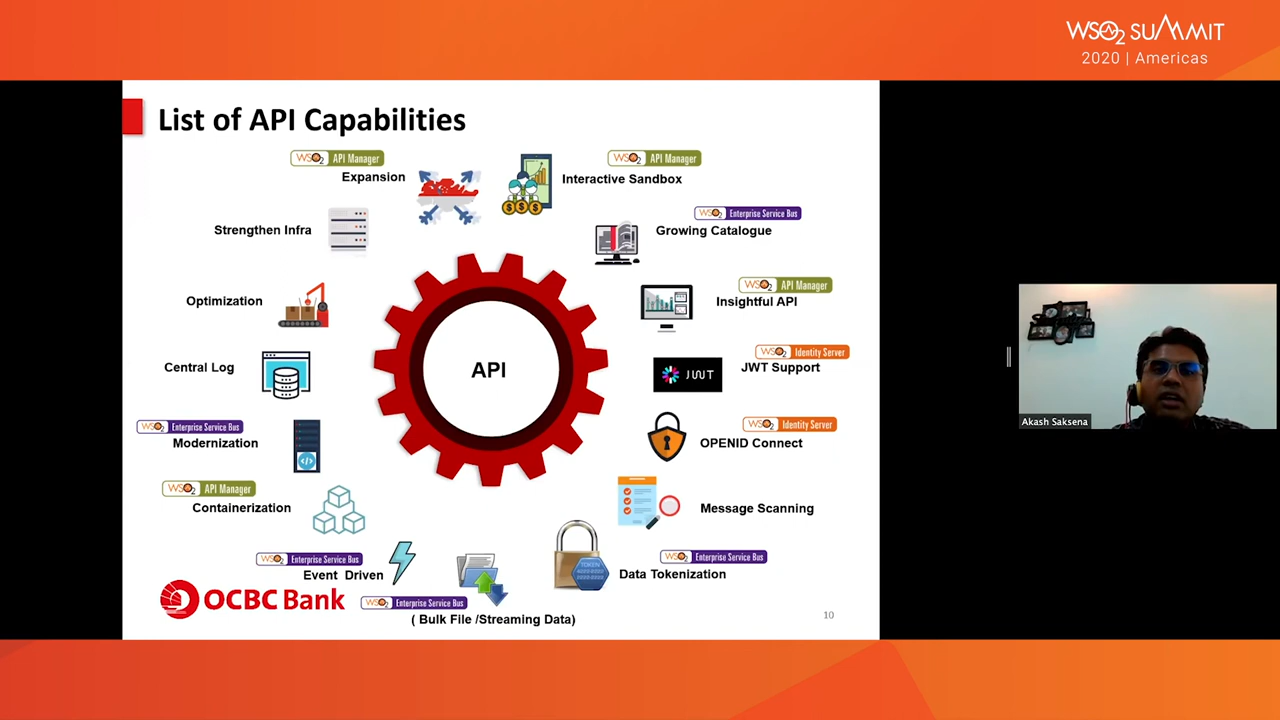 WSO2 SUMMIT
2020 | Americas
List of API Capabilities
WSO2 API Manager
Expansion
WSO2 API Manager
Interactive Sandbox
Strengthen Infra
WSO2 Enterprise Service Bus
Growing Catalogue
Optimization
WSO2 API Manager
Insightful API
Central Log
API
WSO2 Identity Server
JWT Support
JWT
WSO2 Enterprise Service Bus
Modernization
WSO2 Identity Server
OPENID Connect
WSO2 API Manager
Containerization
Message Scanning
WSO2 Enterprise Service Bus
Event Driven
WSO2 Enterprise Service Bus
Data Tokenization
TOKEN
WSO2 Enterprise Service Bus
( Bulk File /Streaming Data)
OCBC Bank
10
Akash Saksena